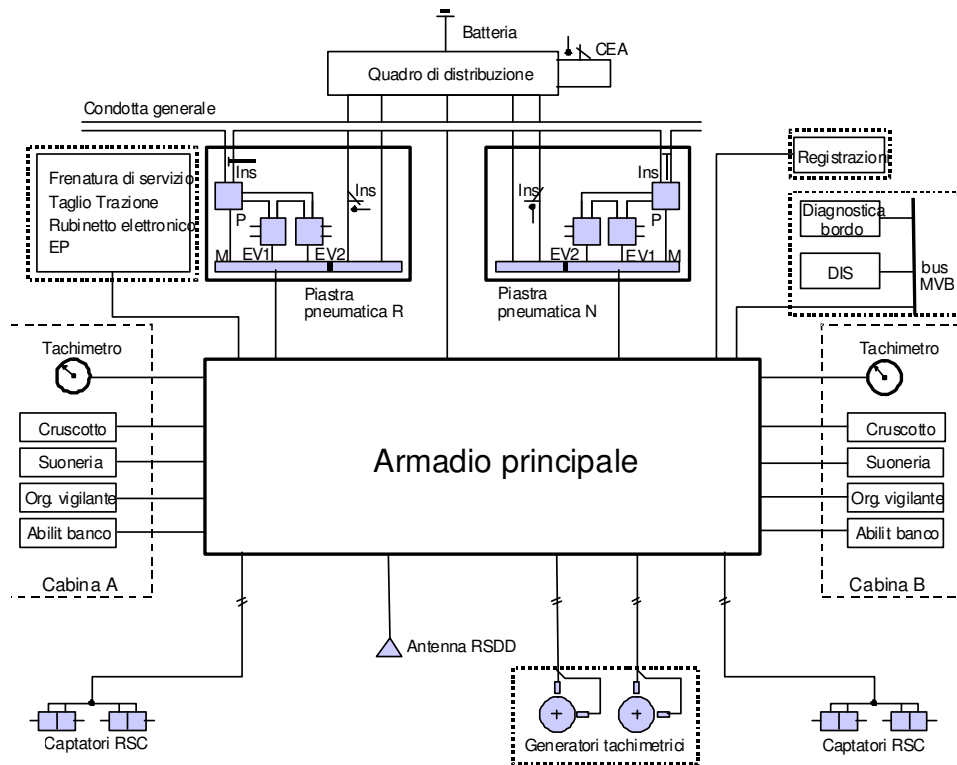 Batteria
CEA
Quadro di distribuzione
Condotta generale
Frenatura di servizio
Taglio Trazione
Rubinetto elettronico
EP
Ins
P
M
EV1
EV2
Ins
Piastra
pneumatica R
Ins
Ins
P
EV2
EV1
M
Piastra
pneumatica N
Registrazioni
Diagnostica
bordo
DIS
bus
MVB
Tachimetro
Cruscotto
Suoneria
Org. vigilante
Abilit banco
Cabina A
Armadio principale
Tachimetro
Cruscotto
Suoneria
Org. vigilante
Abilit banco
Cabina B
Antenna RSDD
Captatori RSC
Generatori tachimetrici
Captatori RSC